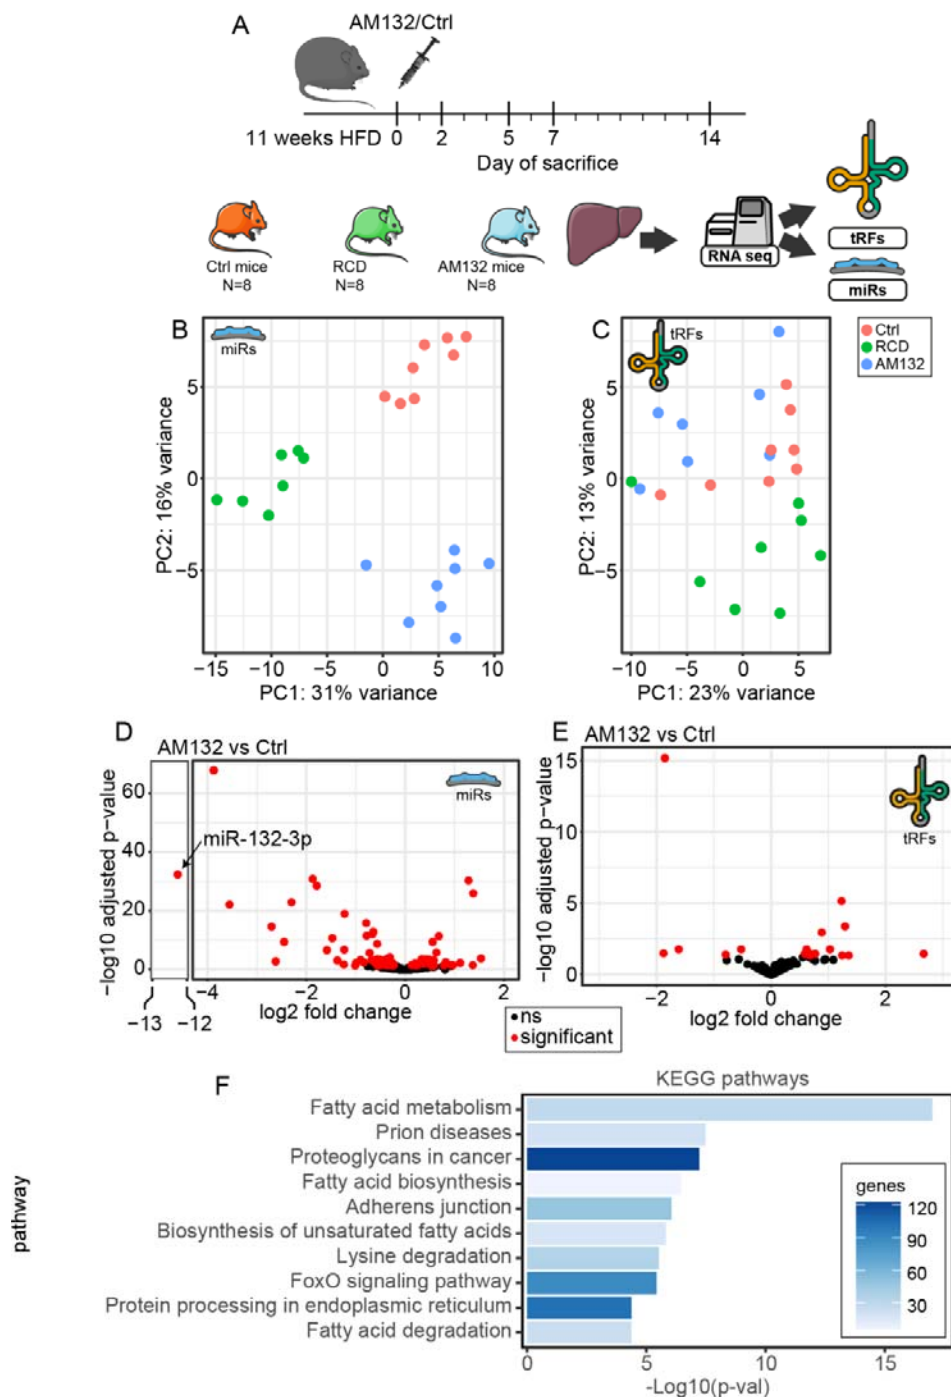 A
AM132/Ctrl
11 weeks HFD 0 2 5 7 14
Day of sacrifice
Ctrl mice
N=8
RCD
N=8
AM132 mice
N=8
RNA seq
tRFs
miRs
B
miRs
5
0
−5
PC2: 16% variance
−15 −10 −5 0 5 10
PC1: 31% variance
C
tRFs
5
0
−5
PC2: 13% variance
−10 −5 0 5
PC1: 23% variance
Ctrl
RCD
AM132
D
AM132 vs Ctrl
miRs
miR-132-3p
60
40
20
0
−log10 adjusted p-value
−13 −12
−4 −2 0 2
log2 fold change
ns
significant
E
AM132 vs Ctrl
tRFs
15
10
5
0
−log10 adjusted p-value
−2 0 2
log2 fold change
F
KEGG pathways
pathway
Fatty acid metabolism
Prion diseases
Proteoglycans in cancer
Fatty acid biosynthesis
Adherens junction
Biosynthesis of unsaturated fatty acids
Lysine degradation
FoxO signaling pathway
Protein processing in endoplasmic reticulum
Fatty acid degradation
0 5 10 15
-Log10(p-val)
genes
120
90
60
30